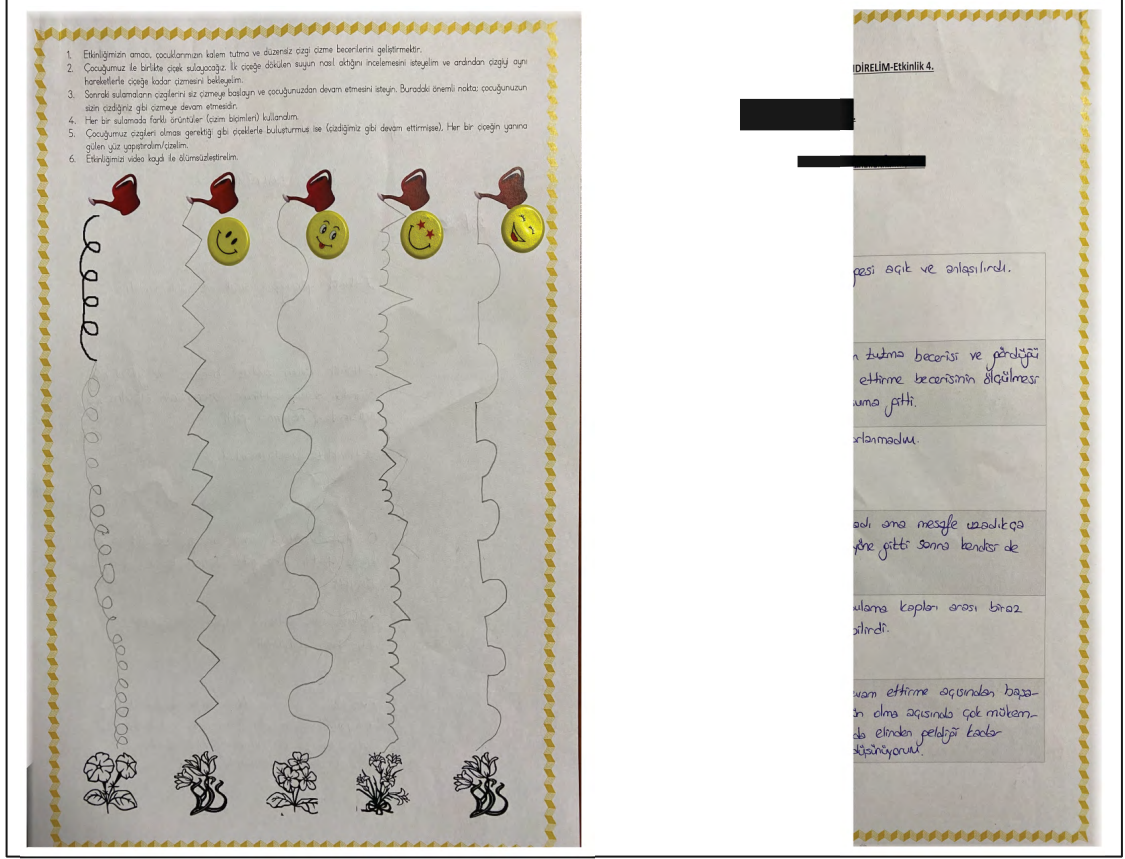 1. Etkinliğimizin amacı, çocuklarımızın kalem tutma ve düzensiz çizgi çizme becerilerini geliştirmektir.
2. Çocuğumuz ile birlikte çiçek sulayacağız. İlk çiçeğe dökülen suyun nasıl aktığını incelemesini isteyelim ve ardından çizgiyi aynı
hareketlerle çiçeğe kadar çizmesini bekleyelim.
3. Sonraki sulamaların çizgilerini siz çizmeye başlayın ve çocuğunuzdan devam etmesini isteyin. Buradaki önemli nokta; çocuğunuzun
sizin çizdiğiniz gibi çizmeye devam etmesidir.
4. Her bir sulamada farklı örüntüler (çizim biçimleri) kullanalım.
5. Çocuğumuz çizgileri olması gerektiği gibi çiçeklerle buluşturmuş ise (çizdiğimiz gibi devam ettirmişse), Her bir çiçeğin yanına
gülen yüz yapıştıralım/çizelim.
6. Etkinliğimizi video kaydı ile ölümsüzleştirelim.
DİRELİM-Etkinlik 4.
pesi açık ve anlaşılırdı.
n tutma becerisi ve gördüğü
ettirme becerisinin ölçülmesi
uma gitti.
orlanmadım.
adı ama mesafe uzadıkça
yöne gitti sonra kendisi de
ulama kapları arası biraz
bilirdi.
vam ettirme açısından başa-
in olma açısında çok mükem-
da elinden geldiği kadar
düşünüyorum.